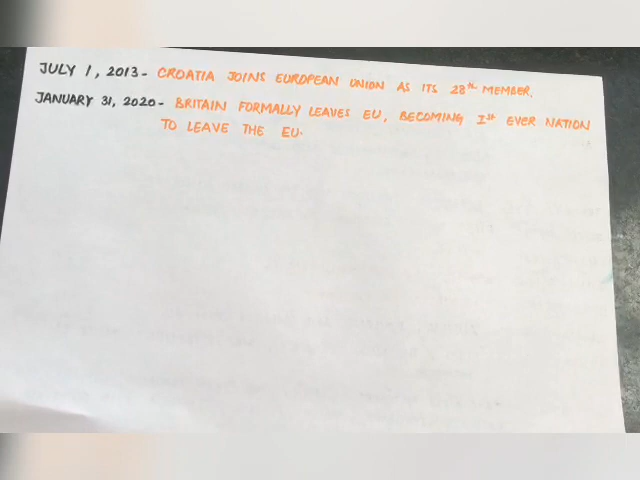 JULY 1, 2013 - CROATIA JOINS EUROPEAN UNION AS ITS 28TH MEMBER.
JANUARY 31, 2020 - BRITAIN FORMALLY LEAVES EU, BECOMING IST EVER NATION
TO LEAVE THE EU.